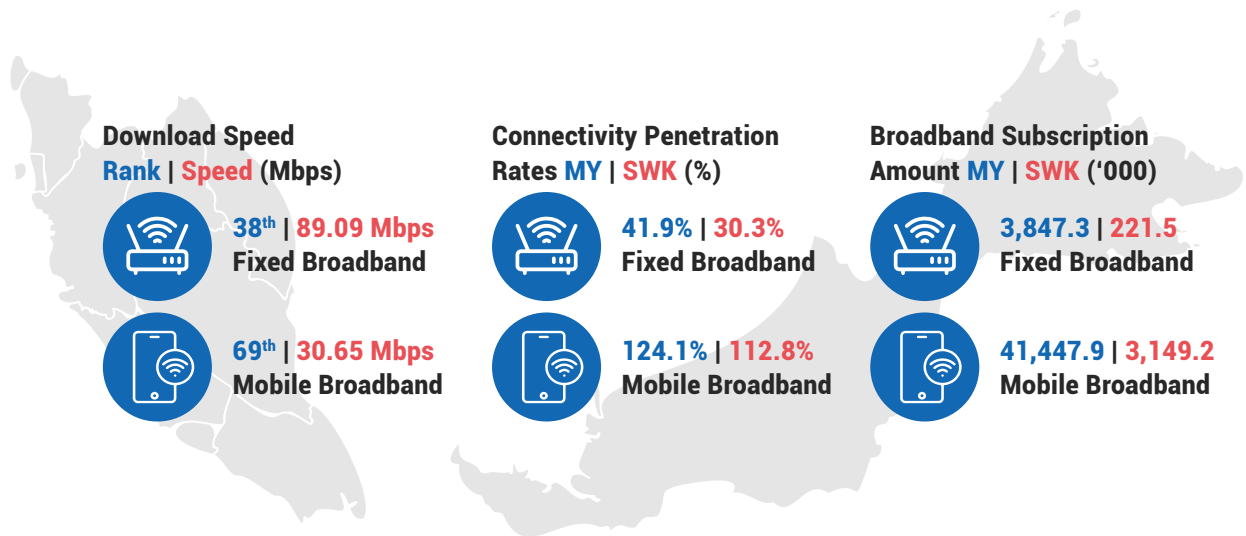 Download Speed
Rank | Speed (Mbps)
38th | 89.09 Mbps
Fixed Broadband
69th | 30.65 Mbps
Mobile Broadband
Connectivity Penetration
Rates MY | SWK (%)
41.9% | 30.3%
Fixed Broadband
124.1% | 112.8%
Mobile Broadband
Broadband Subscription
Amount MY | SWK (‘000)
3,847.3 | 221.5
Fixed Broadband
41,447.9 | 3,149.2
Mobile Broadband